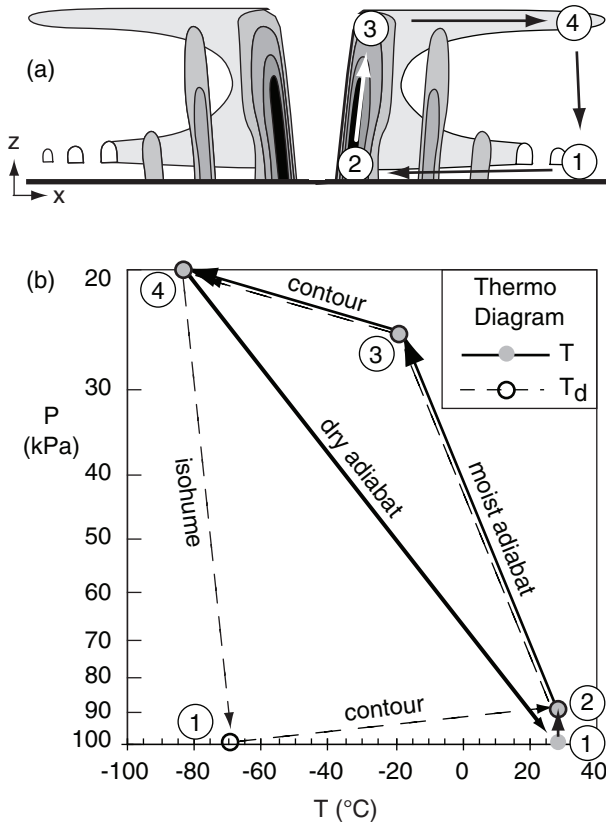 (a)
3
4
z
2
1
x
(b)
20
4
contour
3
Thermo
Diagram
T
T_d
30
P
(kPa)
40
50
60
70
80
90
100
isohume
dry adiabat
moist adiabat
1
contour
2
1
-100 -80 -60 -40 -20 0 20 40
T (°C)